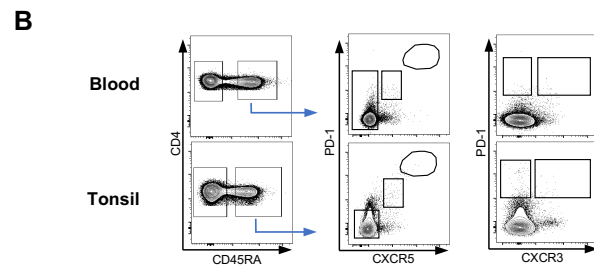 B
Blood
CD4
PD-1
PD-1
Tonsil
CD45RA
CXCR5
CXCR3